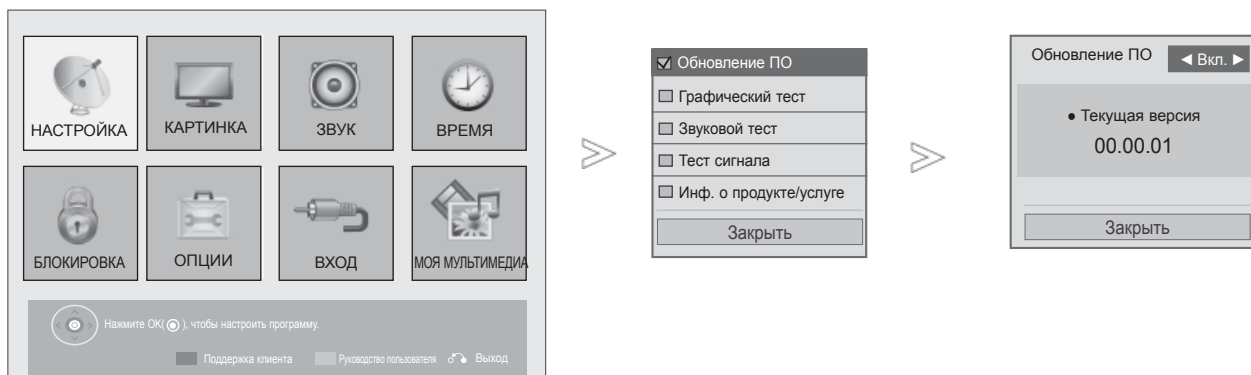 НАСТРОЙКА КАРТИНКА ЗВУК ВРЕМЯ
БЛОКИРОВКА ОПЦИИ ВХОД МОЯ МУЛЬТИМЕДИА
Нажмите OK( ), чтобы настроить программу.
Поддержка клиента Руководство пользователя Выход
Обновление ПО
Графический тест
Звуковой тест
Тест сигнала
Инф. о продукте/услуге
Закрыть
Обновление ПО ◄ Вкл. ►
● Текущая версия
00.00.01
Закрыть